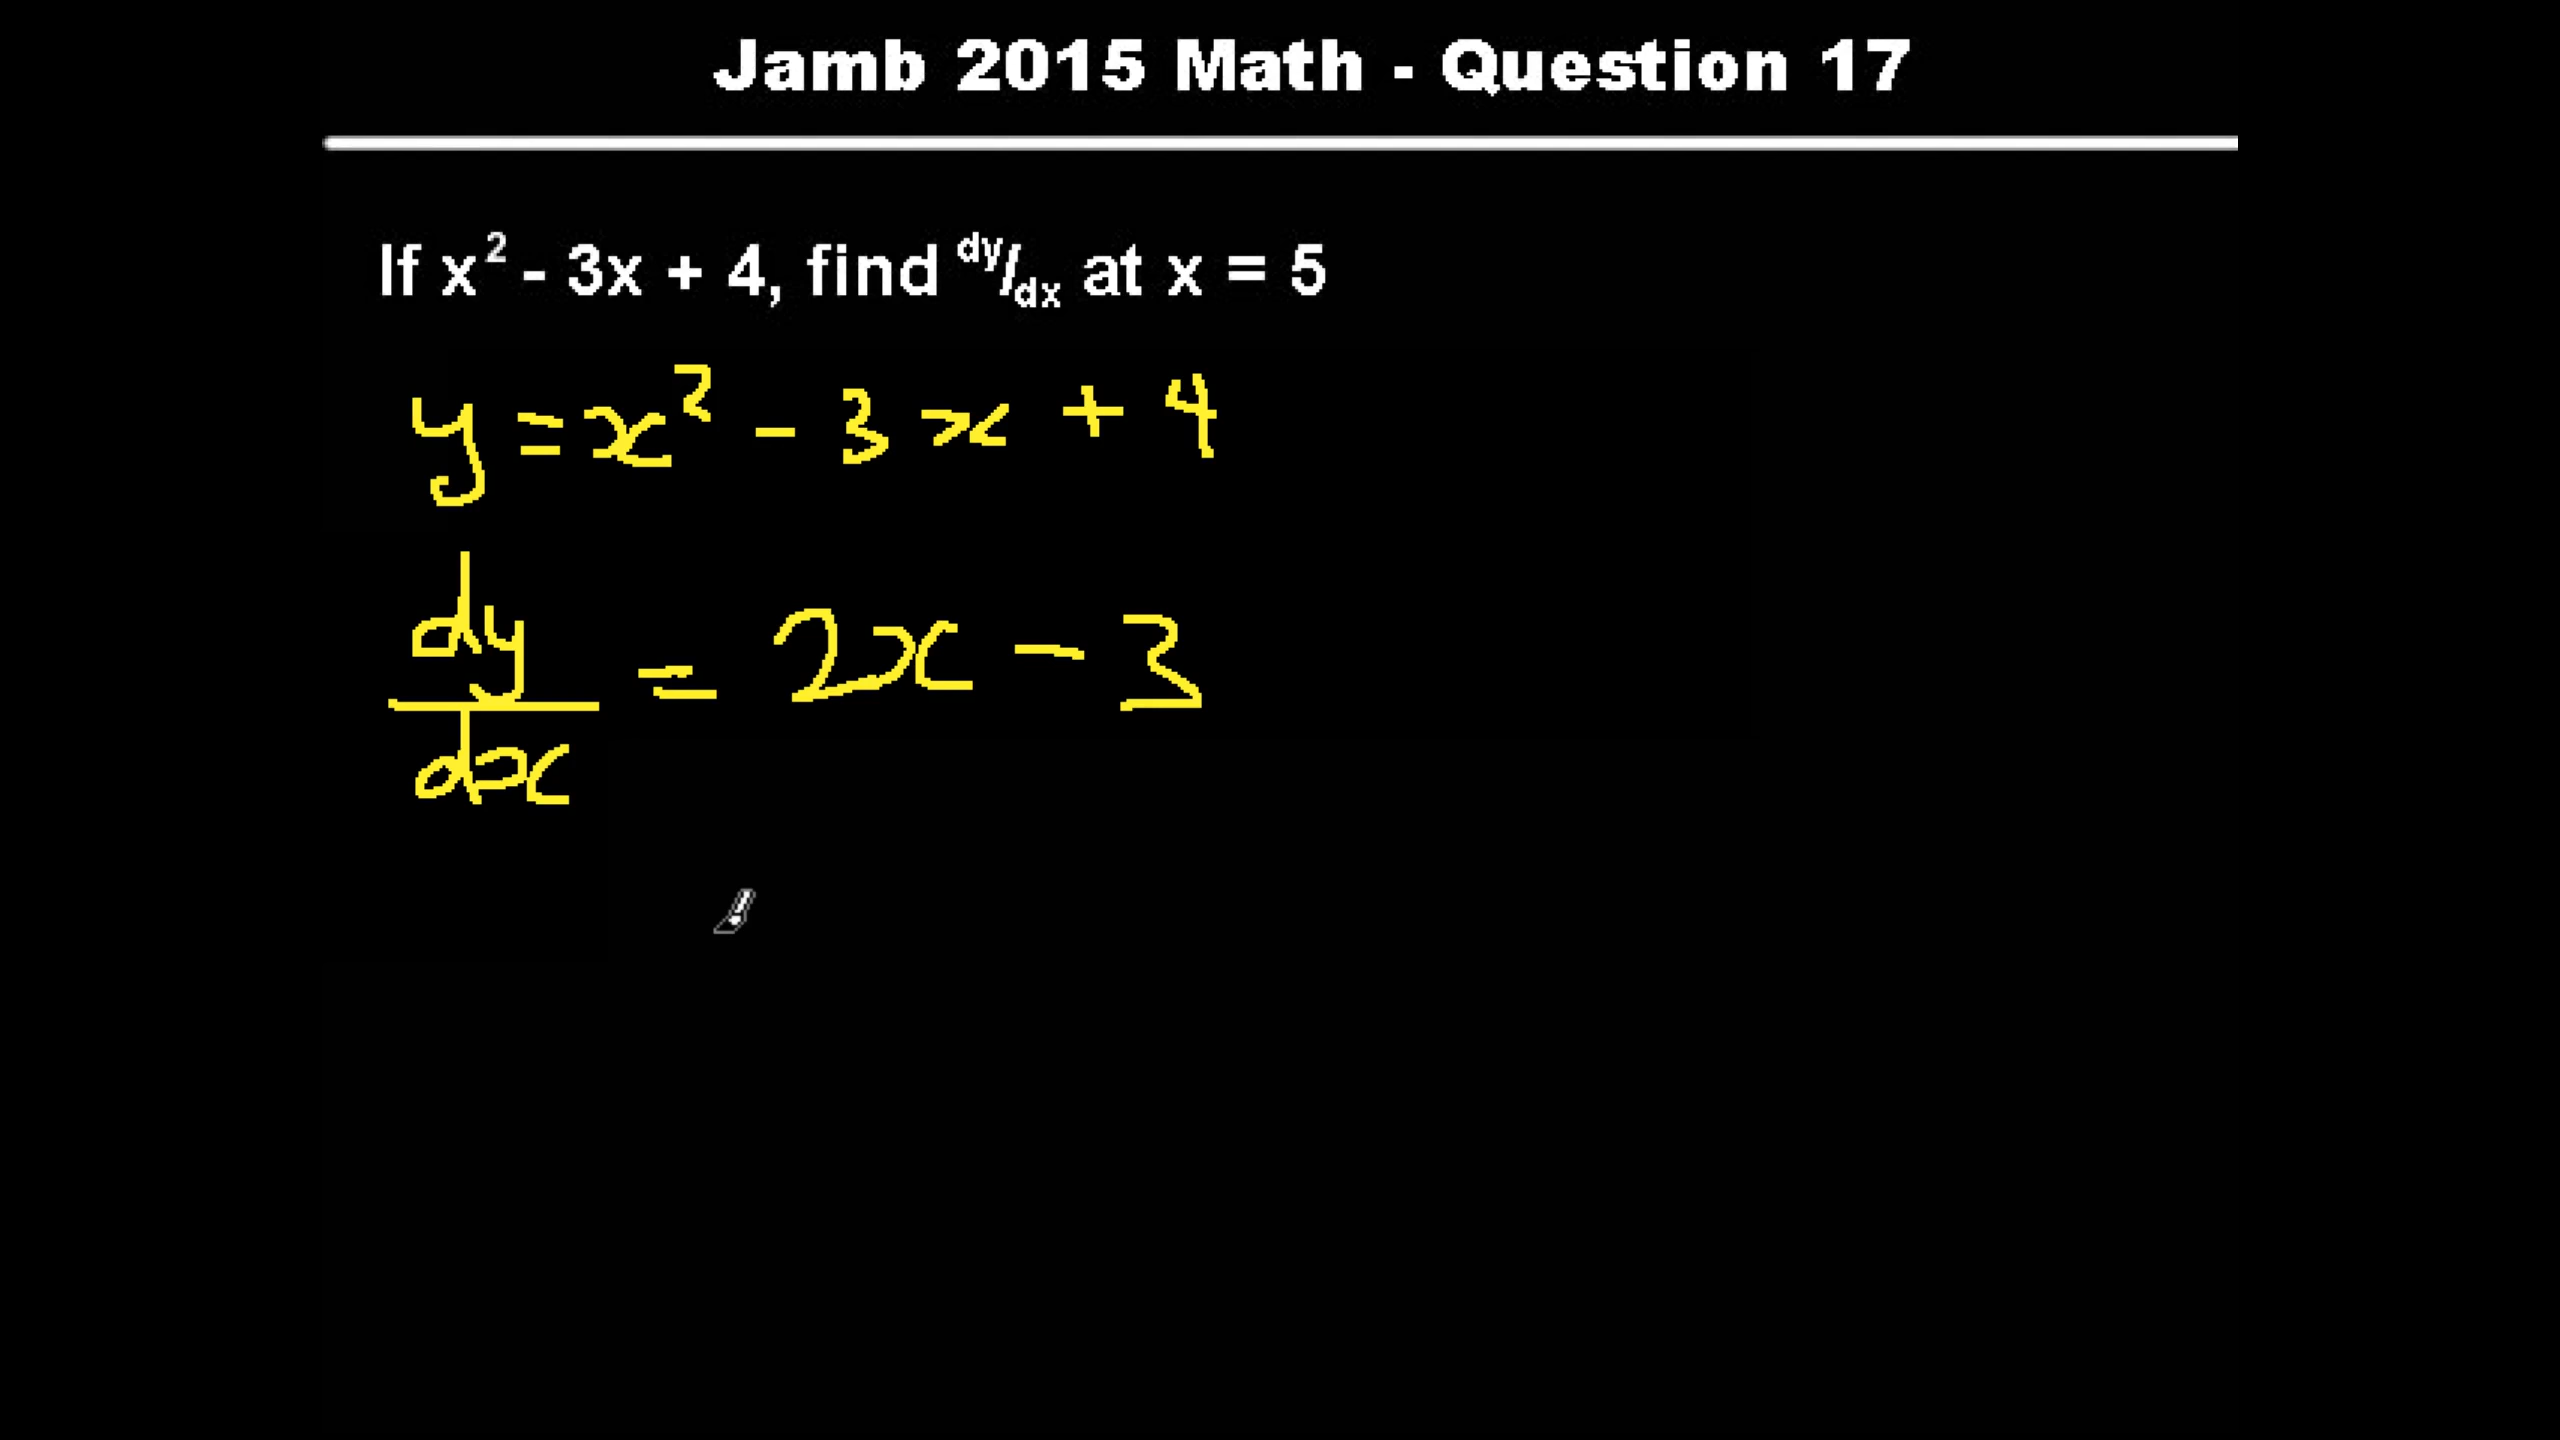 Jamb 2015 Math - Question 17
If x² - 3x + 4, find dy/dx at x = 5
y = x² - 3x + 4
dy/dx = 2x - 3